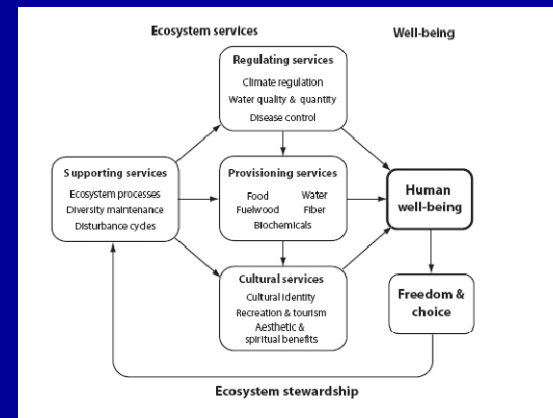 Ecosystem services
Well-being
Regulating services
Climate regulation
Water quality & quantity
Disease control
Supporting services
Ecosystem processes
Diversity maintenance
Disturbance cycles
Provisioning services
Food Water
Fuelwood Fiber
Biochemicals
Human
well-being
Cultural services
Cultural identity
Recreation & tourism
Aesthetic &
spiritual benefits
Freedom &
choice
Ecosystem stewardship